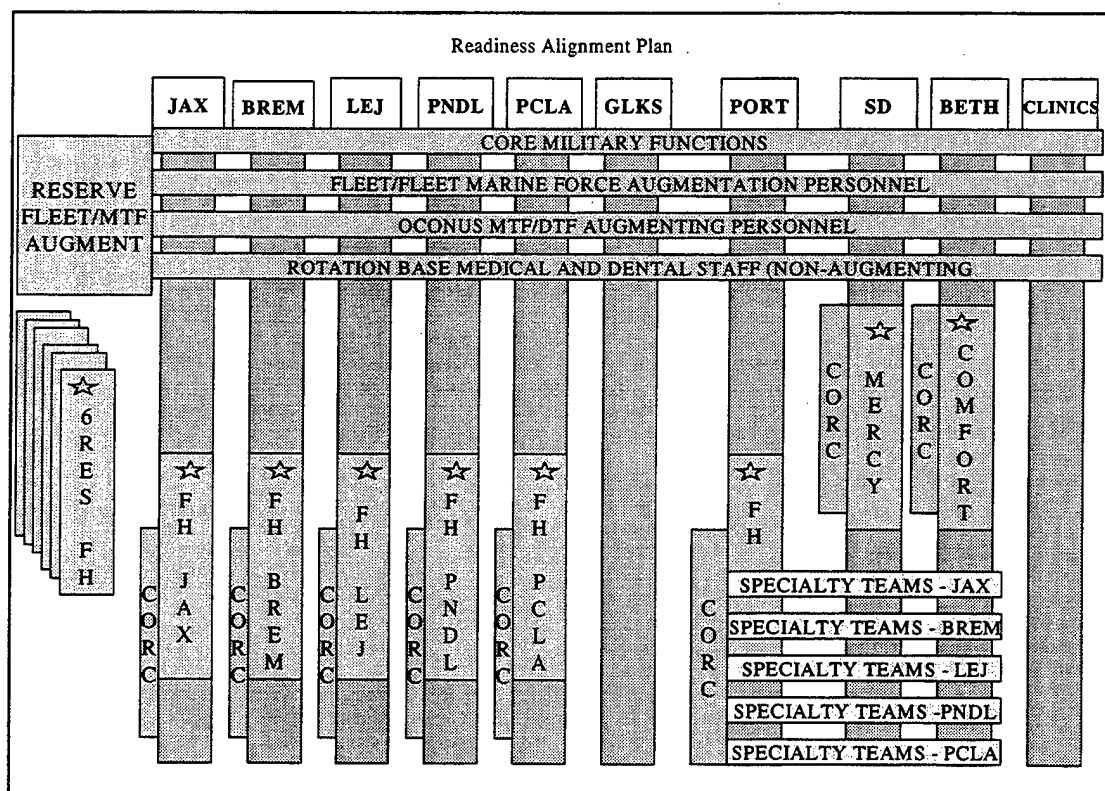 Readiness Alignment Plan
JAX
BREM
LEJ
PNDL
PCLA
GLKS
PORT
SD
BETH
CLINICS
RESERVE
FLEET/MTF
AUGMENT
CORE MILITARY FUNCTIONS
FLEET/FLEET MARINE FORCE AUGMENTATION PERSONNEL
OCONUS MTF/DTF AUGMENTING PERSONNEL
ROTATION BASE MEDICAL AND DENTAL STAFF (NON-AUGMENTING
6RES FH
CORC
FH JAX
CORC
FH BREM
CORC
FH LEJ
CORC
FH PNDL
CORC
FH PCLA
CORC
FH
CORC
MERCY
CORC
COMFORT
SPECIALTY TEAMS - JAX
SPECIALTY TEAMS - BREM
SPECIALTY TEAMS - LEJ
SPECIALTY TEAMS -PNDL
SPECIALTY TEAMS - PCLA